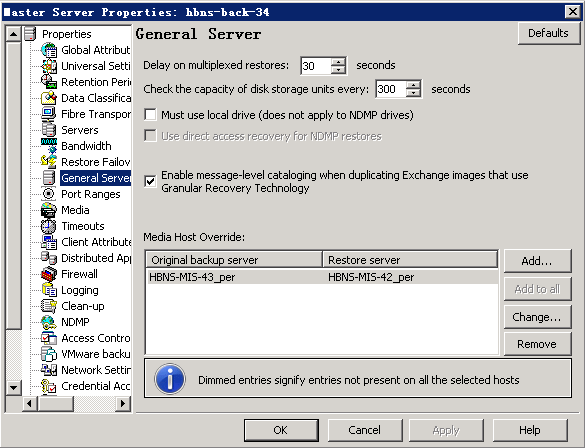 Master Server Properties: hbns-back-34
Properties
Global Attribut
Universal Setti
Retention Peri
Data Classifica
Fibre Transpor
Servers
Bandwidth
Restore Failov
General Server
Port Ranges
Media
Timeouts
Client Attribute
Distributed App
Firewall
Logging
Clean-up
NDMP
Access Contro
VMware backu
Network Settin
Credential Acc
General Server
Defaults
Delay on multiplexed restores: 30 seconds
Check the capacity of disk storage units every: 300 seconds
Must use local drive (does not apply to NDMP drives)
Use direct access recovery for NDMP restores
Enable message-level cataloging when duplicating Exchange images that use
Granular Recovery Technology
Media Host Override:
Original backup server Restore server
HBNS-MIS-43_per HBNS-MIS-42_per
Add...
Add to all
Change...
Remove
Dimmed entries signify entries not present on all the selected hosts
OK Cancel Apply Help